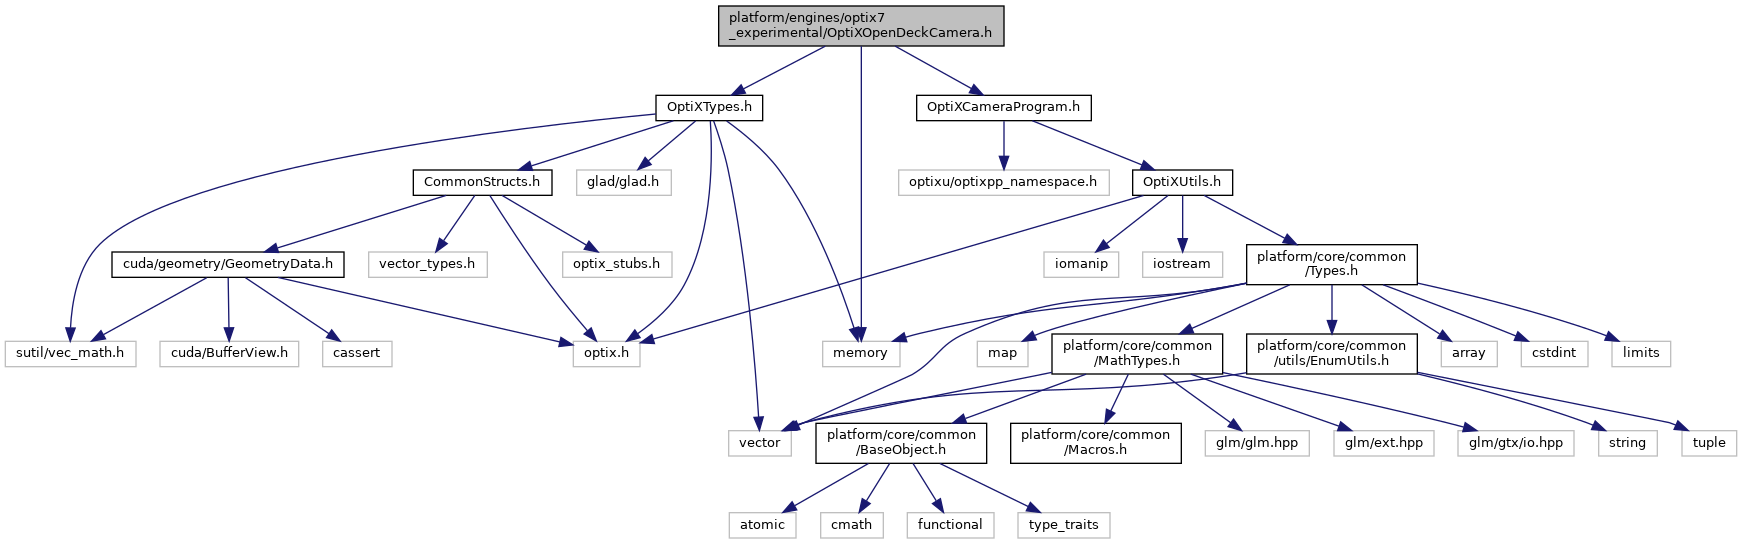 platform/engines/optix7
_experimental/OptiXOpenDeckCamera.h
OptiXTypes.h
OptiXCameraProgram.h
CommonStructs.h
glad/glad.h
optixu/optixpp_namespace.h
OptiXUtils.h
cuda/geometry/GeometryData.h
vector_types.h
optix_stubs.h
iomanip
iostream
platform/core/common
/Types.h
sutil/vec_math.h
cuda/BufferView.h
cassert
optix.h
memory
map
platform/core/common
/MathTypes.h
platform/core/common
/utils/EnumUtils.h
array
cstdint
limits
vector
platform/core/common
/BaseObject.h
platform/core/common
/Macros.h
glm/glm.hpp
glm/ext.hpp
glm/gtx/io.hpp
string
tuple
atomic
cmath
functional
type_traits